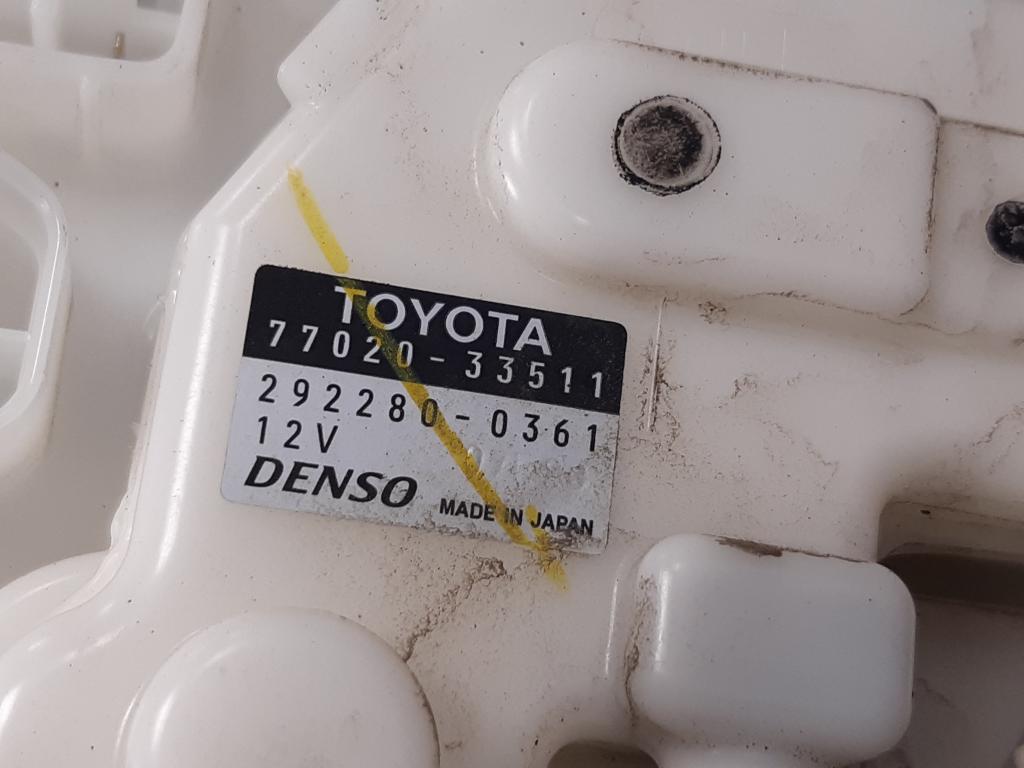 TOYOTA
77020-33511
292280-0361
12V
DENSO
MADE IN JAPAN